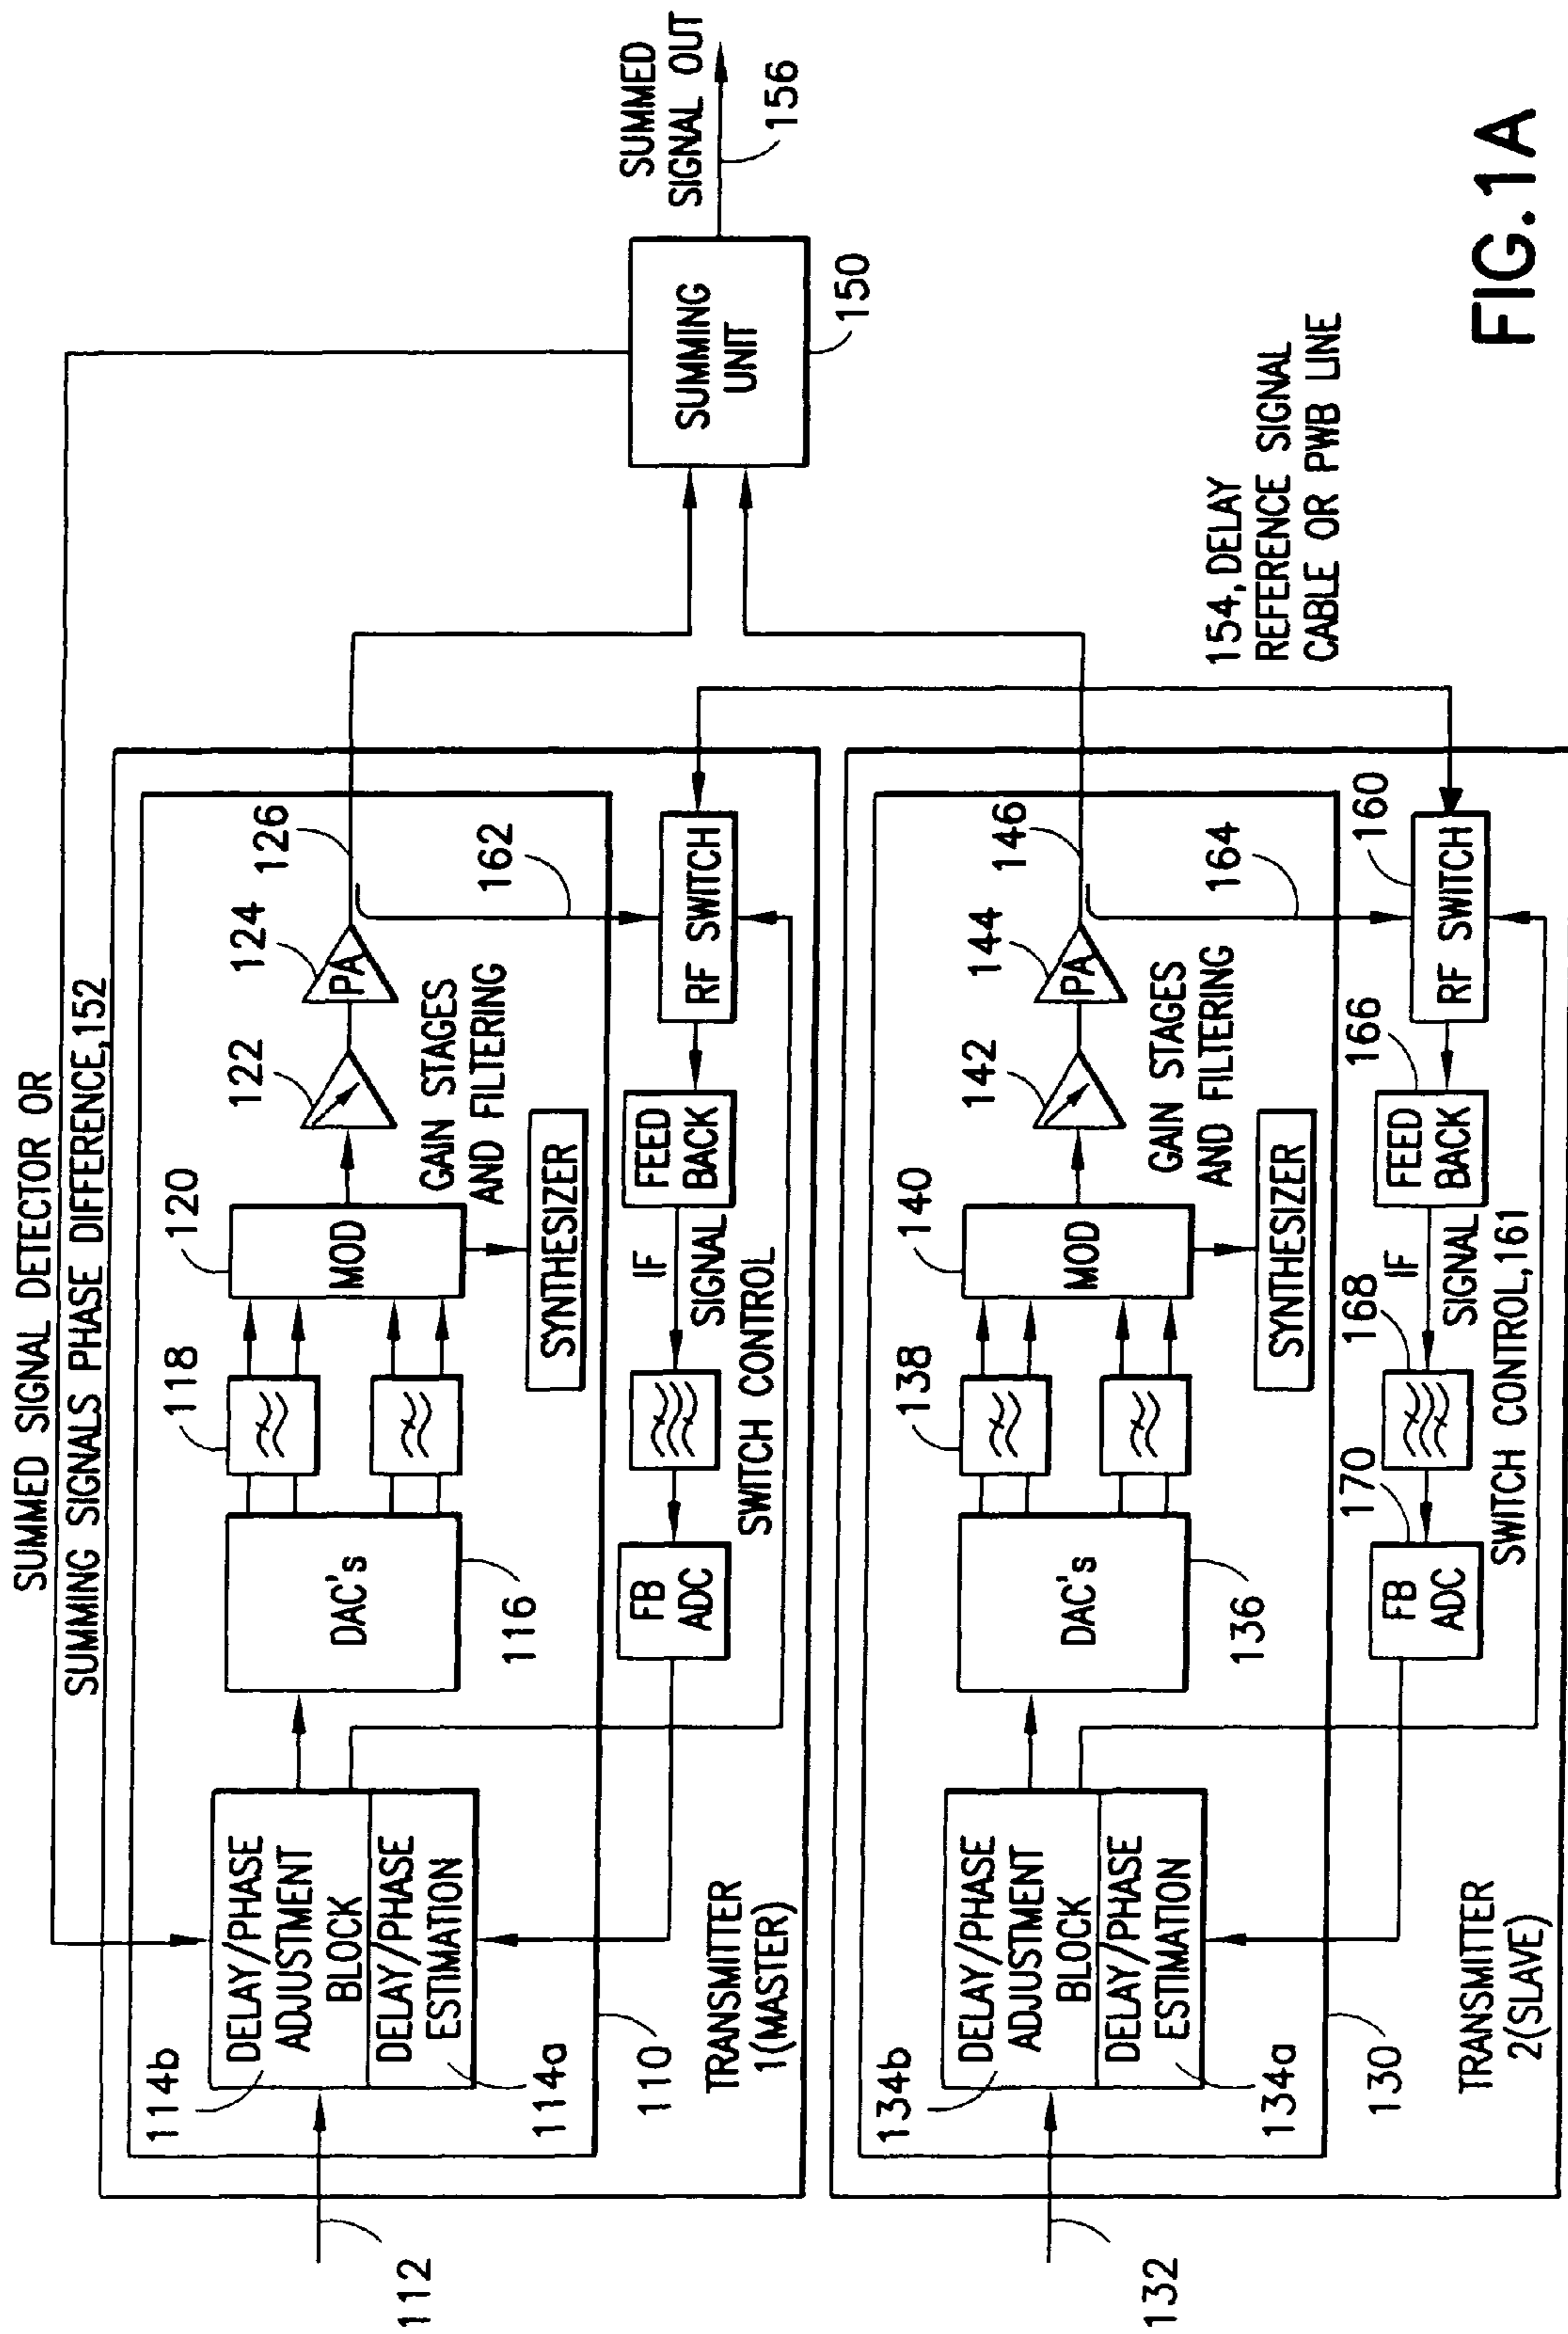 SUMMED SIGNAL DETECTOR OR
SUMMING SIGNALS PHASE DIFFERENCE,152
112
114b
DELAY/PHASE
ADJUSTMENT
BLOCK
DELAY/PHASE
ESTIMATION
114a
110
TRANSMITTER
1(MASTER)
DAC's
116
118
120
MOD
122
124
PA
126
GAIN STAGES
AND FILTERING
SYNTHESIZER
162
FB
ADC
IF
SIGNAL
FEED
BACK
RF SWITCH
SWITCH CONTROL
SUMMING
UNIT
150
SUMMED
SIGNAL OUT
156
154,DELAY
REFERENCE SIGNAL
CABLE OR PWB LINE
132
134b
DELAY/PHASE
ADJUSTMENT
BLOCK
DELAY/PHASE
ESTIMATION
134a
130
TRANSMITTER
2(SLAVE)
DAC's
136
138
140
MOD
142
144
PA
146
GAIN STAGES
AND FILTERING
SYNTHESIZER
164
170
FB
ADC
168
IF
SIGNAL
166
FEED
BACK
160
RF SWITCH
SWITCH CONTROL,161
FIG.1A